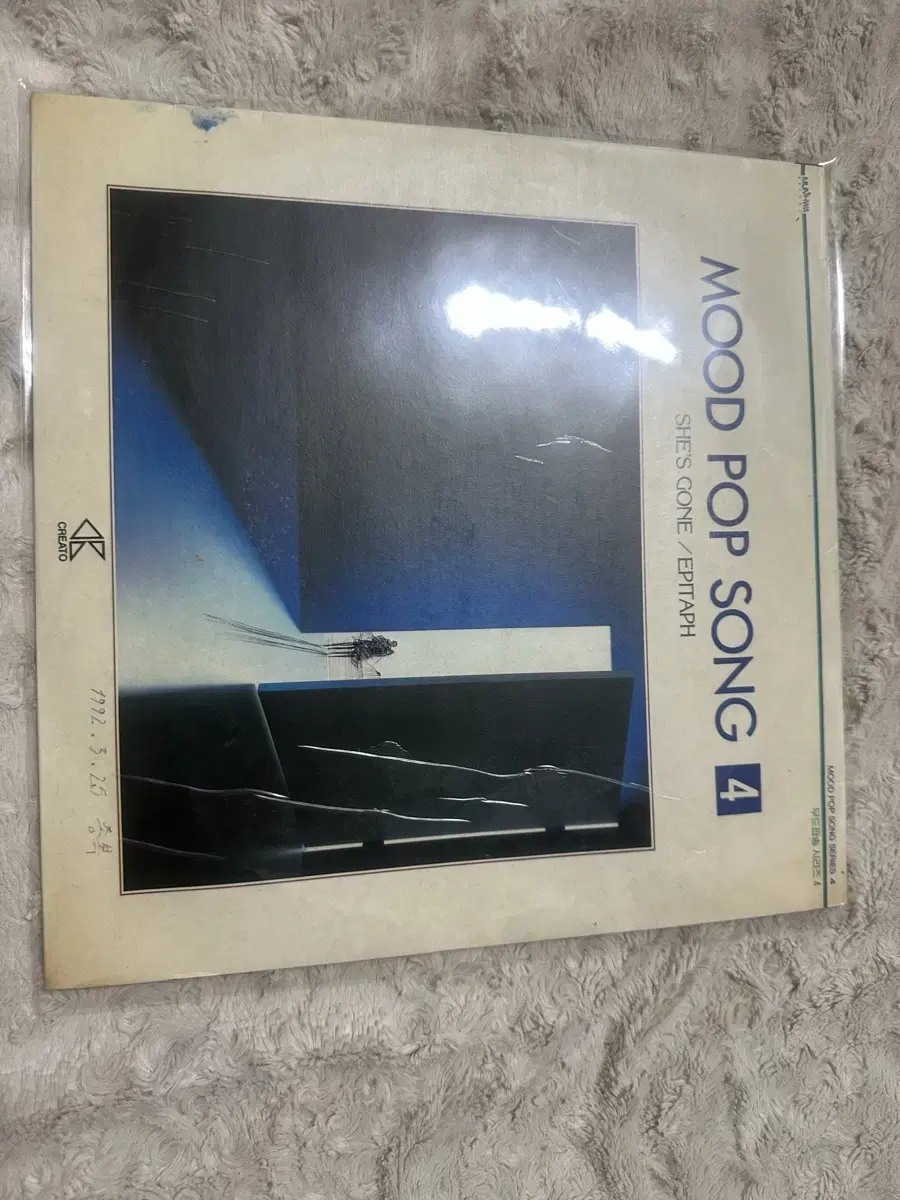 MUNHWA
MOOD POP SONG SERIES 4
무드 팝송 시리즈 4
MOOD POP SONG 4
SHE'S GONE / EPITAPH
CREATO
1992. 3. 25